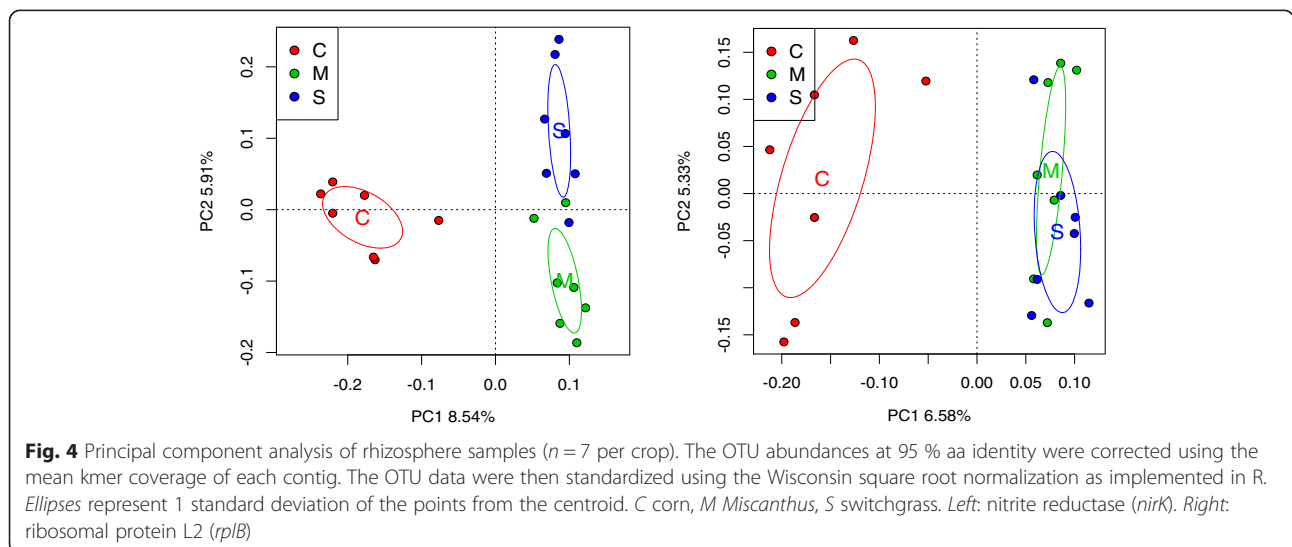 C
M
S
C
S
M
0.2
0.1
0.0
-0.1
-0.2
PC2 5.91%
-0.2
-0.1
0.0
0.1
PC1 8.54%
C
M
S
C
M
S
0.15
0.10
0.05
0.00
-0.05
-0.15
PC2 5.33%
-0.20
-0.10
0.00
0.05
0.10
PC1 6.58%
Fig. 4 Principal component analysis of rhizosphere samples (n = 7 per crop). The OTU abundances at 95 % aa identity were corrected using the
mean kmer coverage of each contig. The OTU data were then standardized using the Wisconsin square root normalization as implemented in R.
Ellipses represent 1 standard deviation of the points from the centroid. C corn, M Miscanthus, S switchgrass. Left: nitrite reductase (nirK). Right:
ribosomal protein L2 (rplB)